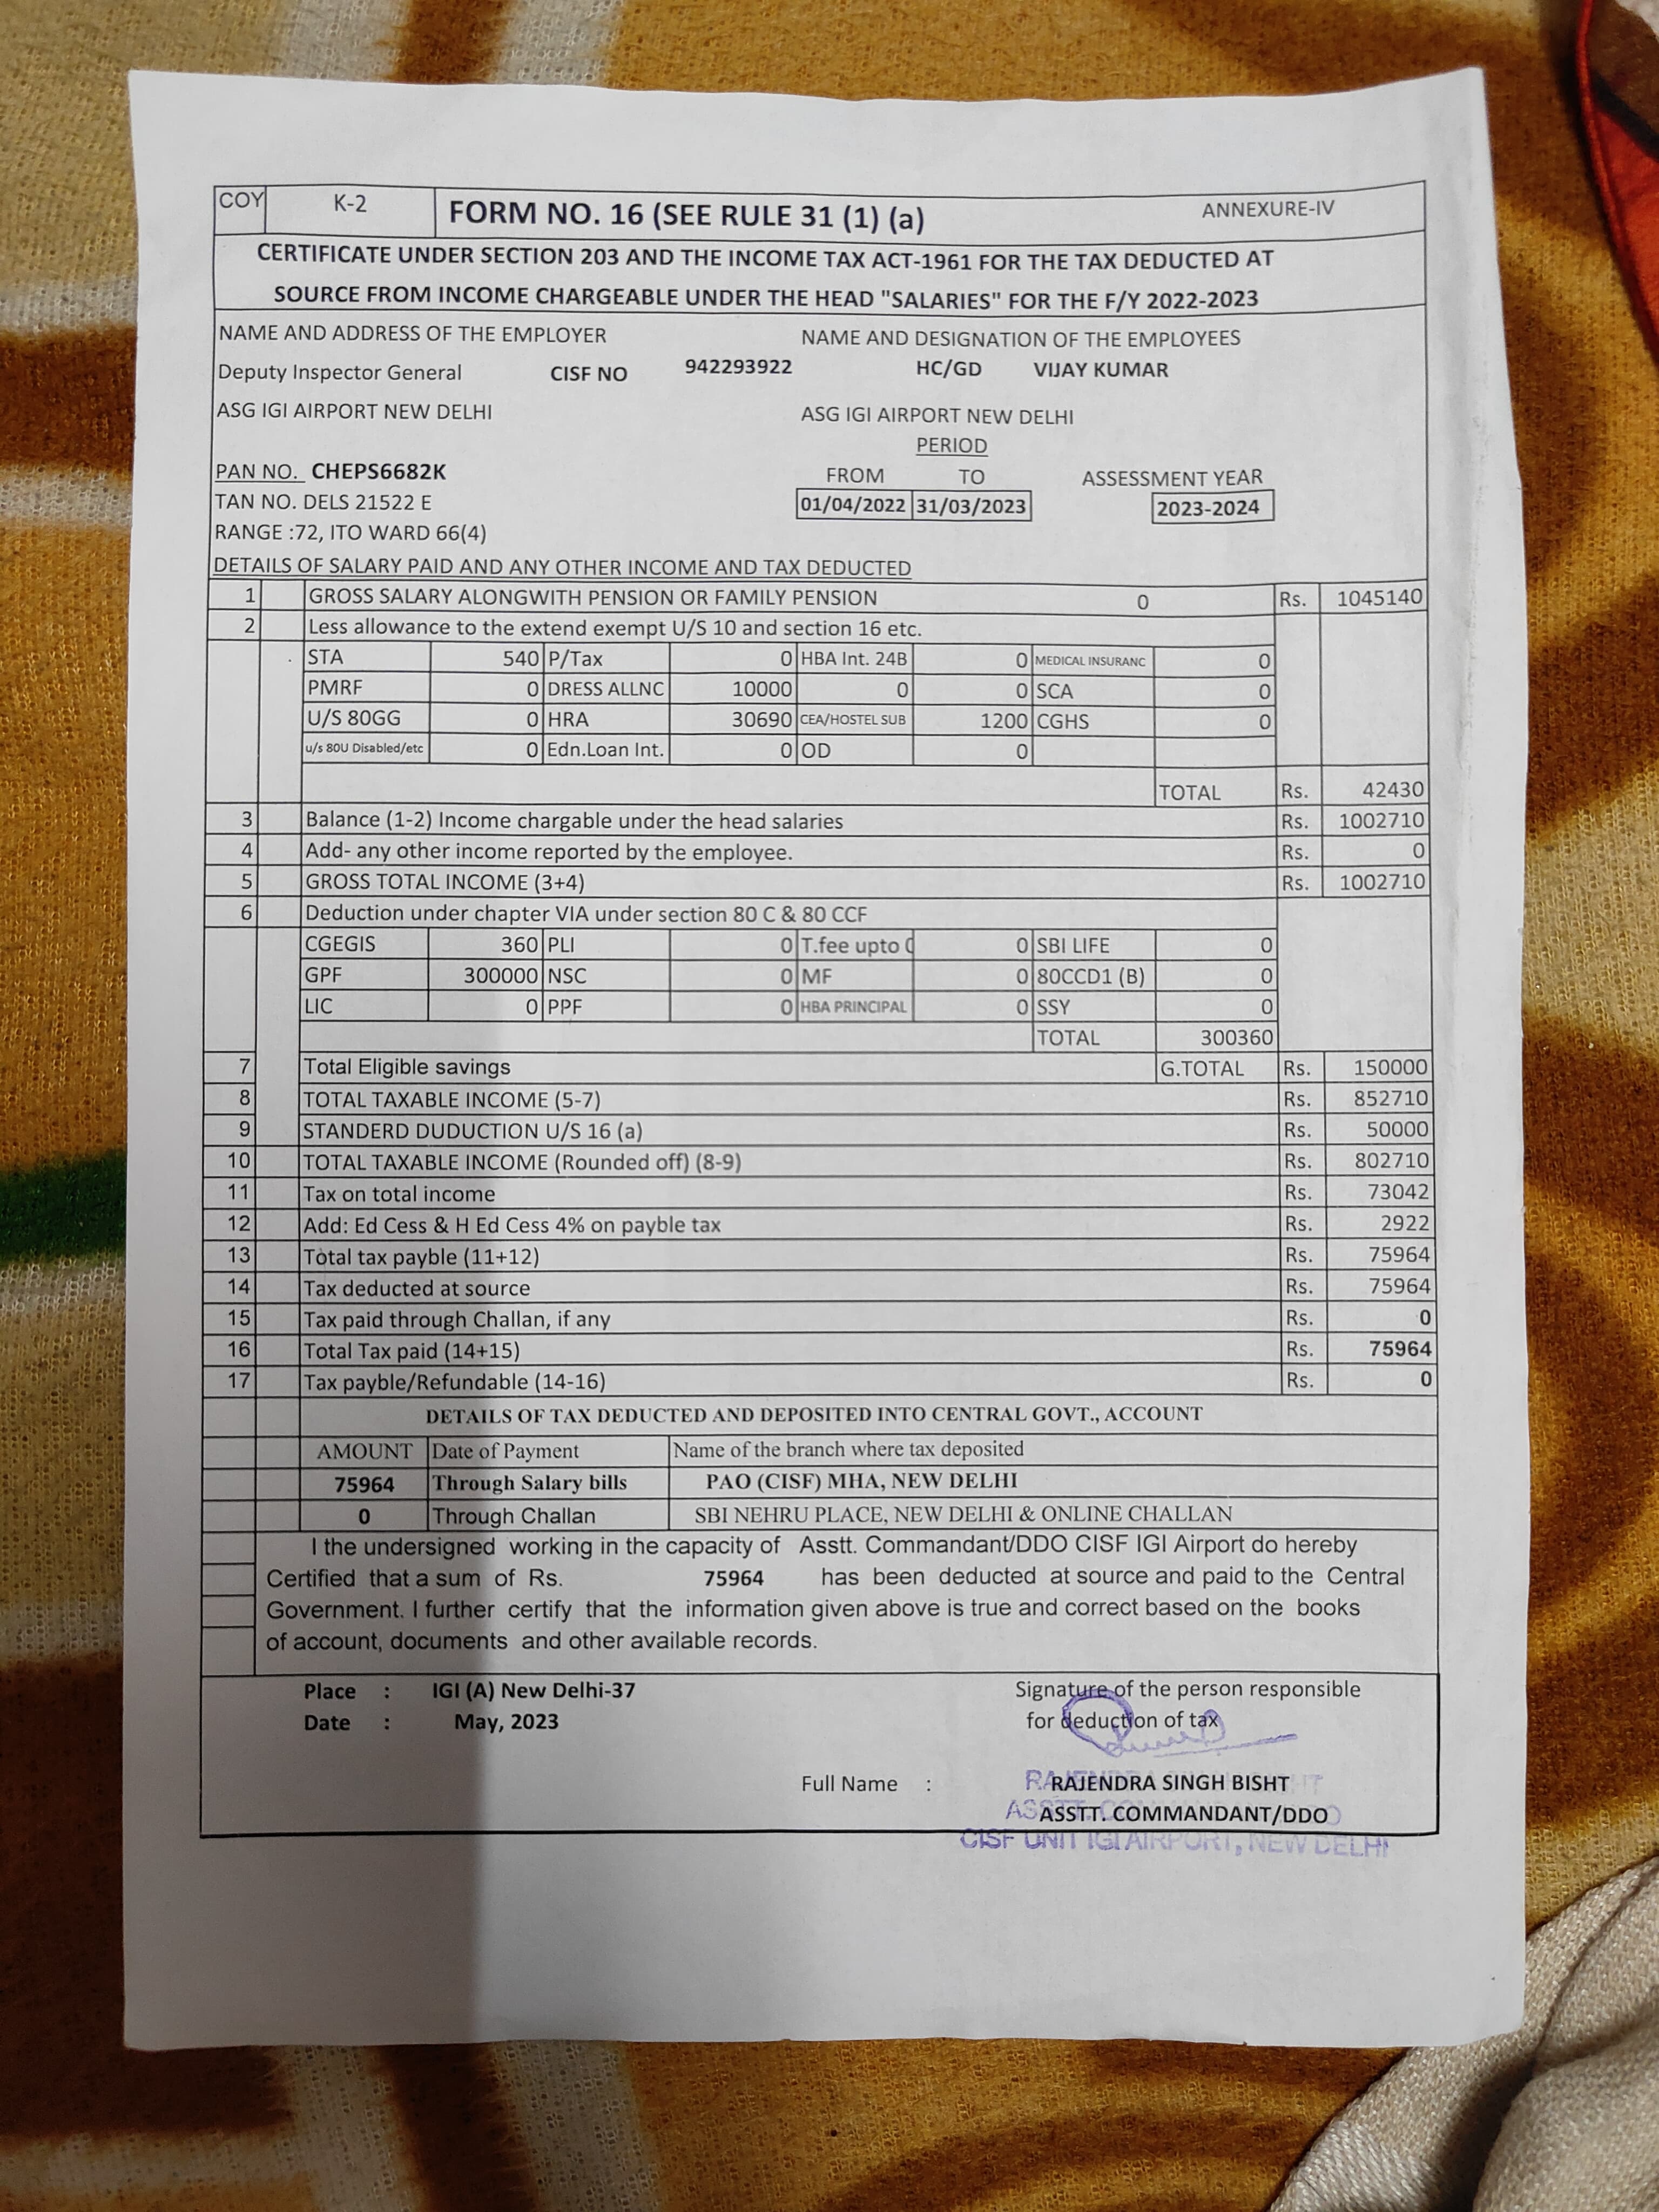 COY K-2 FORM NO. 16 (SEE RULE 31 (1) (a) ANNEXURE-IV
CERTIFICATE UNDER SECTION 203 AND THE INCOME TAX ACT-1961 FOR THE TAX DEDUCTED AT
SOURCE FROM INCOME CHARGEABLE UNDER THE HEAD "SALARIES" FOR THE F/Y 2022-2023
NAME AND ADDRESS OF THE EMPLOYER NAME AND DESIGNATION OF THE EMPLOYEES
Deputy Inspector General CISF NO 942293922 HC/GD VIJAY KUMAR
ASG IGI AIRPORT NEW DELHI ASG IGI AIRPORT NEW DELHI
PERIOD
PAN NO. CHEPS6682K FROM TO ASSESSMENT YEAR
TAN NO. DELS 21522 E 01/04/2022 31/03/2023 2023-2024
RANGE :72, ITO WARD 66(4)
DETAILS OF SALARY PAID AND ANY OTHER INCOME AND TAX DEDUCTED
1 GROSS SALARY ALONGWITH PENSION OR FAMILY PENSION 0 Rs. 1045140
2 Less allowance to the extend exempt U/S 10 and section 16 etc.
STA 540 P/Tax 0 HBA Int. 24B 0 MEDICAL INSURANC 0
PMRF 0 DRESS ALLNC 10000 0 0 SCA 0
U/S 80GG 0 HRA 30690 CEA/HOSTEL SUB 1200 CGHS 0
u/s 80U Disabled/etc 0 Edn.Loan Int. 0 OD 0
TOTAL Rs. 42430
3 Balance (1-2) Income chargable under the head salaries Rs. 1002710
4 Add- any other income reported by the employee. Rs. 0
5 GROSS TOTAL INCOME (3+4) Rs. 1002710
6 Deduction under chapter VIA under section 80 C & 80 CCF
CGEGIS 360 PLI 0 T.fee upto 0 SBI LIFE 0
GPF 300000 NSC 0 MF 0 80CCD1 (B) 0
LIC 0 PPF 0 HBA PRINCIPAL 0 SSY 0
TOTAL 300360
7 Total Eligible savings G.TOTAL Rs. 150000
8 TOTAL TAXABLE INCOME (5-7) Rs. 852710
9 STANDERD DUDUCTION U/S 16 (a) Rs. 50000
10 TOTAL TAXABLE INCOME (Rounded off) (8-9) Rs. 802710
11 Tax on total income Rs. 73042
12 Add: Ed Cess & H Ed Cess 4% on payble tax Rs. 2922
13 Total tax payble (11+12) Rs. 75964
14 Tax deducted at source Rs. 75964
15 Tax paid through Challan, if any Rs. 0
16 Total Tax paid (14+15) Rs. 75964
17 Tax payble/Refundable (14-16) Rs. 0
DETAILS OF TAX DEDUCTED AND DEPOSITED INTO CENTRAL GOVT., ACCOUNT
AMOUNT Date of Payment Name of the branch where tax deposited
75964 Through Salary bills PAO (CISF) MHA, NEW DELHI
0 Through Challan SBI NEHRU PLACE, NEW DELHI & ONLINE CHALLAN
I the undersigned working in the capacity of Asstt. Commandant/DDO CISF IGI Airport do hereby
Certified that a sum of Rs. 75964 has been deducted at source and paid to the Central
Government. I further certify that the information given above is true and correct based on the books
of account, documents and other available records.
Place : IGI (A) New Delhi-37 Signature of the person responsible
Date : May, 2023 for deduction of tax
Full Name : RAJENDRA SINGH BISHT
ASSTT. COMMANDANT/DDO
CISF UNIT IGI AIRPORT, NEW DELHI